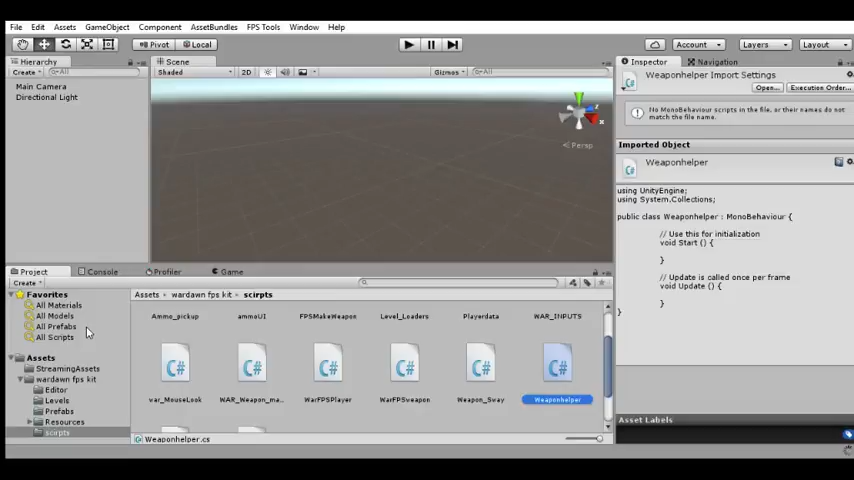 File Edit Assets GameObject Component AssetBundles FPS Tools Window Help
Pivot Local Account Layers Layout
Hierarchy
Create All
Main Camera
Directional Light
Scene
Shaded 2D Gizmos All
Persp
Inspector Navigation
Weaponhelper Import Settings
Open... Execution Order...
No MonoBehaviour scripts in the file, or their names do not
match the file name.
Imported Object
Weaponhelper
using UnityEngine;
using System.Collections;
public class Weaponhelper : MonoBehaviour {
// Use this for initialization
void Start () {
}
// Update is called once per frame
void Update () {
}
}
Asset Labels
Project Console Profiler Game
Create
Favorites
All Materials
All Models
All Prefabs
All Scripts
Assets
StreamingAssets
wardawn fps kit
Editor
Levels
Prefabs
Resources
scirpts
Assets wardawn fps kit scirpts
Ammo_pickup ammoUI FPSMakeWeapon Level_Loaders Playerdata WAR_INPUTS
C# C# C# C# C# C#
war_MouseLook WAR_Weapon_ma... WarFPSPlayer WarFPSweapon Weapon_Sway Weaponhelper
Weaponhelper.cs